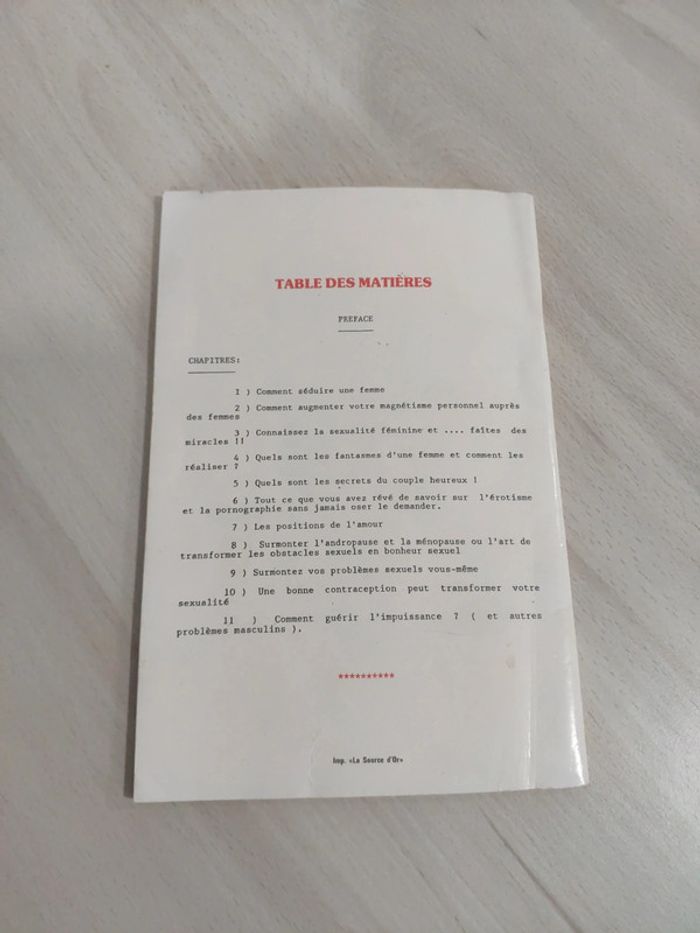 TABLE DES MATIÈRES
PREFACE
CHAPITRES:
1 ) Comment séduire une femme
2 ) Comment augmenter votre magnétisme personnel auprès
des femmes
3 ) Connaissez la sexualité féminine et .... faîtes des
miracles !!
4 ) Quels sont les fantasmes d'une femme et comment les
réaliser ?
5 ) Quels sont les secrets du couple heureux !
6 ) Tout ce que vous avez révé de savoir sur l'érotisme
et la pornographie sans jamais oser le demander.
7 ) Les positions de l'amour
8 ) Surmonter l'andropause et la ménopause ou l'art de
transformer les obstacles sexuels en bonheur sexuel
9 ) Surmontez vos problèmes sexuels vous-même
10 ) Une bonne contraception peut transformer votre
sexualité
11 ) Comment guérir l'impuissance ? ( et autres
problèmes masculins ).
**********
Imp. «La Source d'Or»